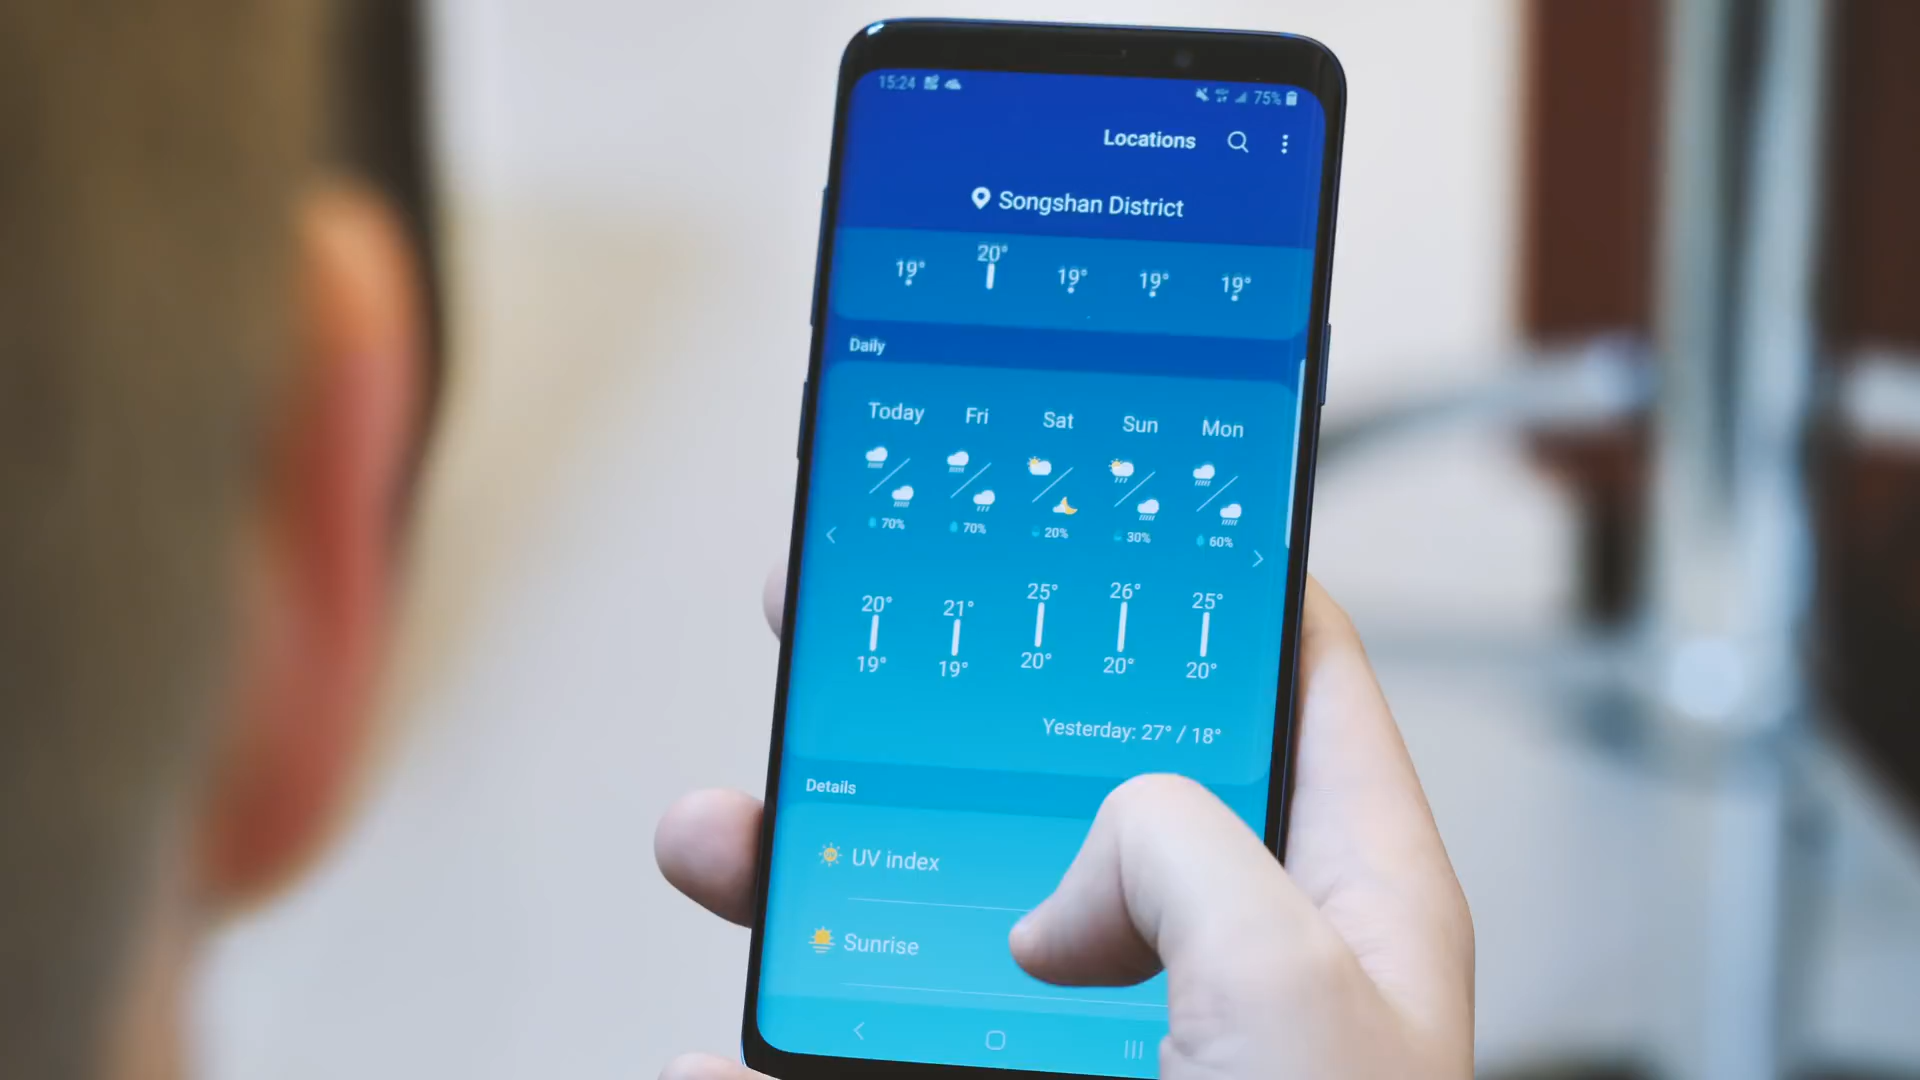 15:24 75%
Locations
Songshan District
19° 20° 19° 19° 19°
Daily
Today Fri Sat Sun Mon
70% 70% 20% 30% 60%
20° 21° 25° 26° 25°
19° 19° 20° 20° 20°
Yesterday: 27° / 18°
Details
UV index
Sunrise